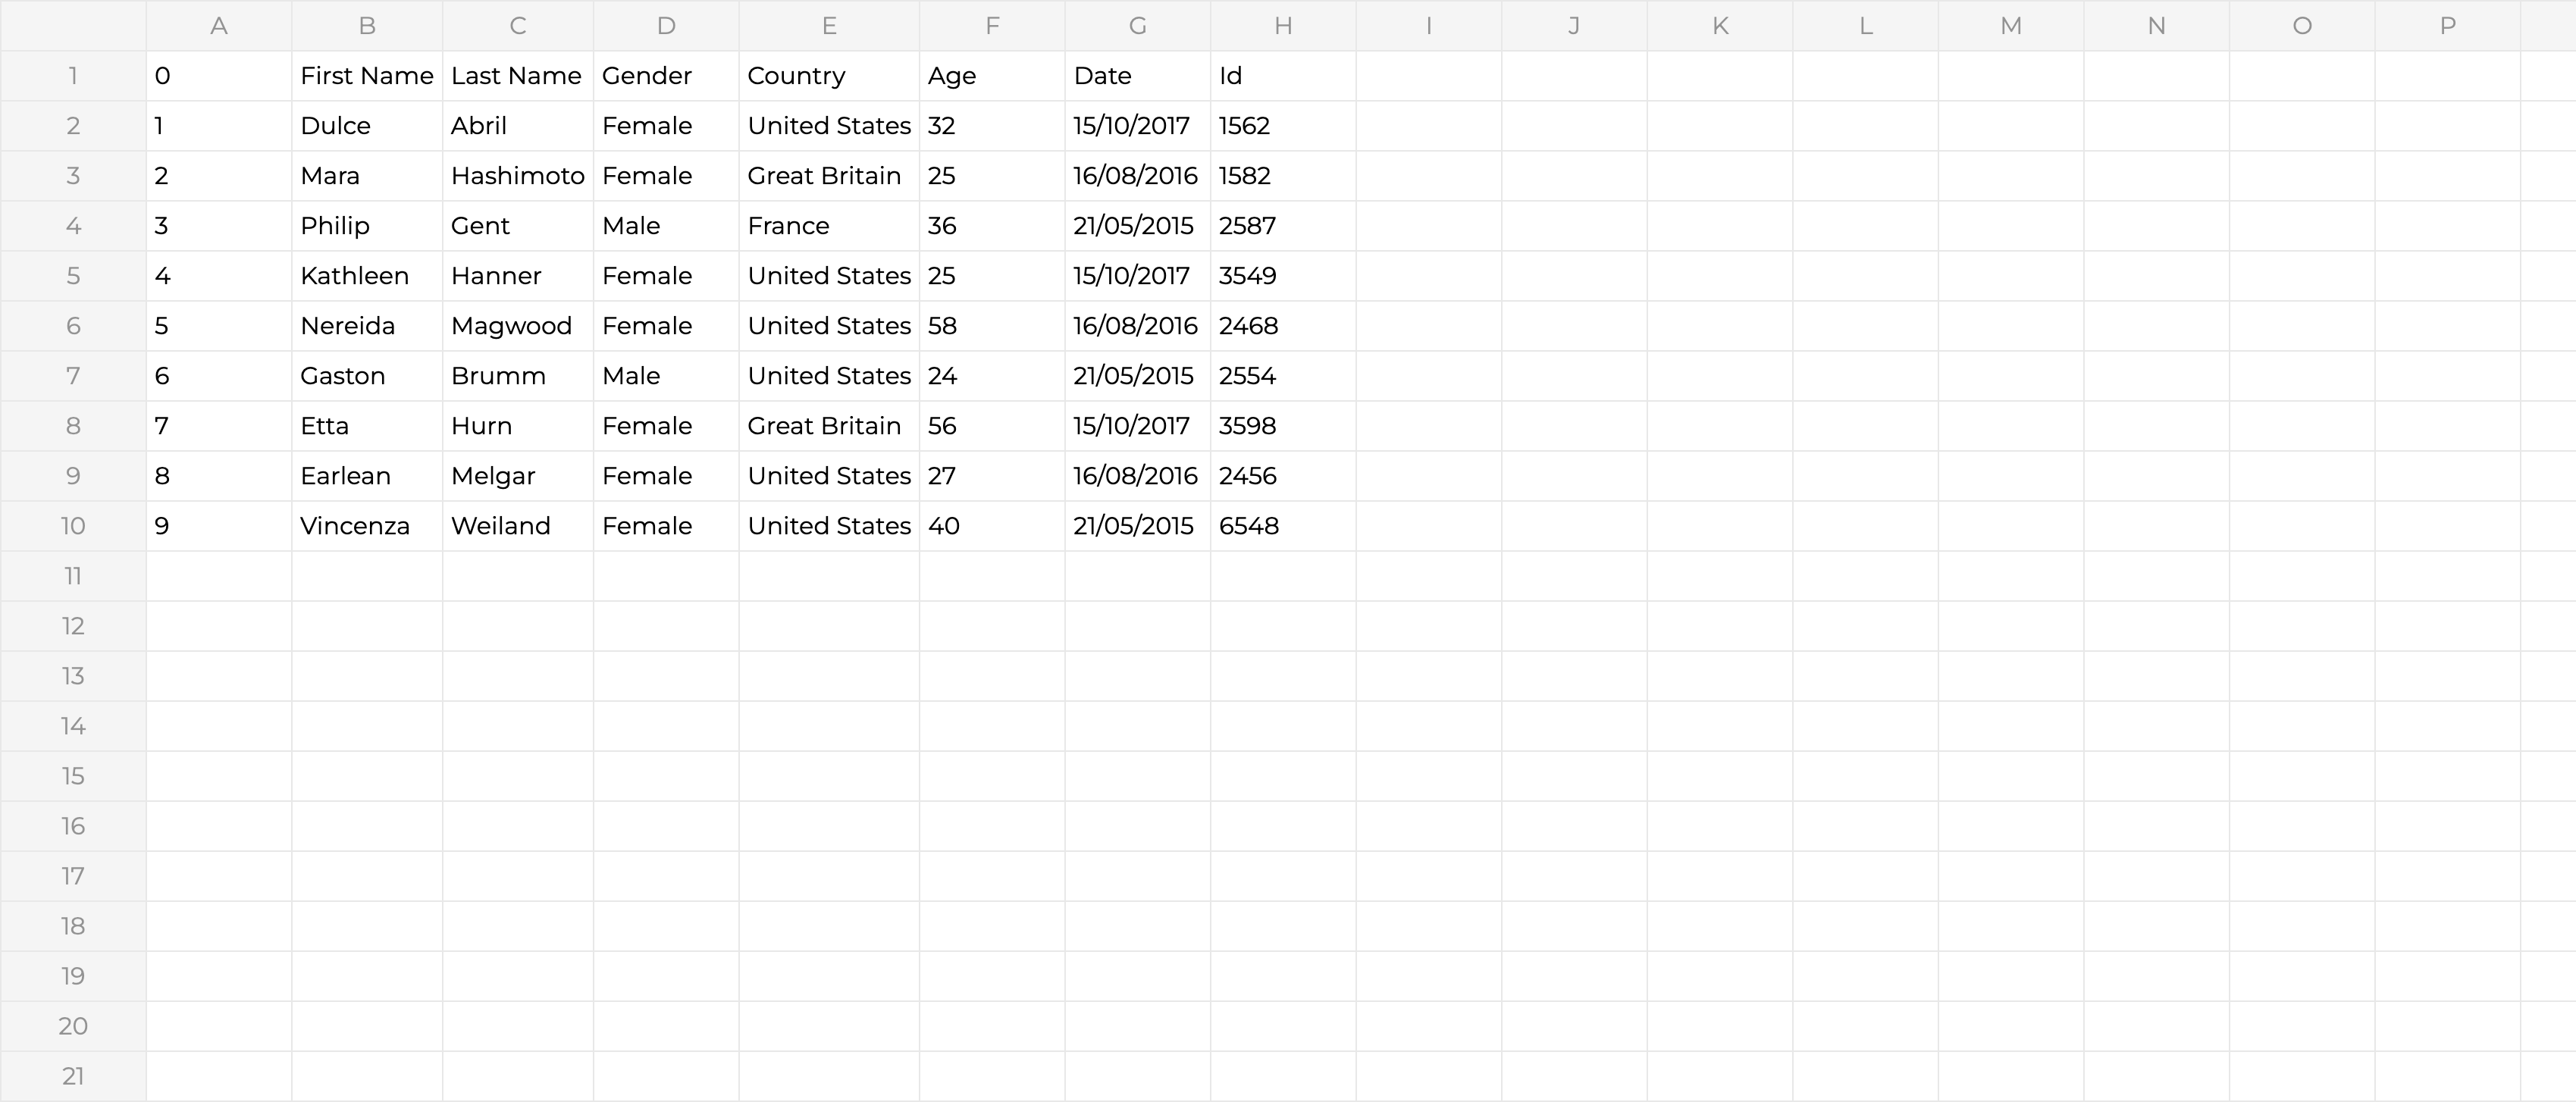 A B C D E F G H I J K L M N O P
1 0 First Name Last Name Gender Country Age Date Id
2 1 Dulce Abril Female United States 32 15/10/2017 1562
3 2 Mara Hashimoto Female Great Britain 25 16/08/2016 1582
4 3 Philip Gent Male France 36 21/05/2015 2587
5 4 Kathleen Hanner Female United States 25 15/10/2017 3549
6 5 Nereida Magwood Female United States 58 16/08/2016 2468
7 6 Gaston Brumm Male United States 24 21/05/2015 2554
8 7 Etta Hurn Female Great Britain 56 15/10/2017 3598
9 8 Earlean Melgar Female United States 27 16/08/2016 2456
10 9 Vincenza Weiland Female United States 40 21/05/2015 6548
11
12
13
14
15
16
17
18
19
20
21